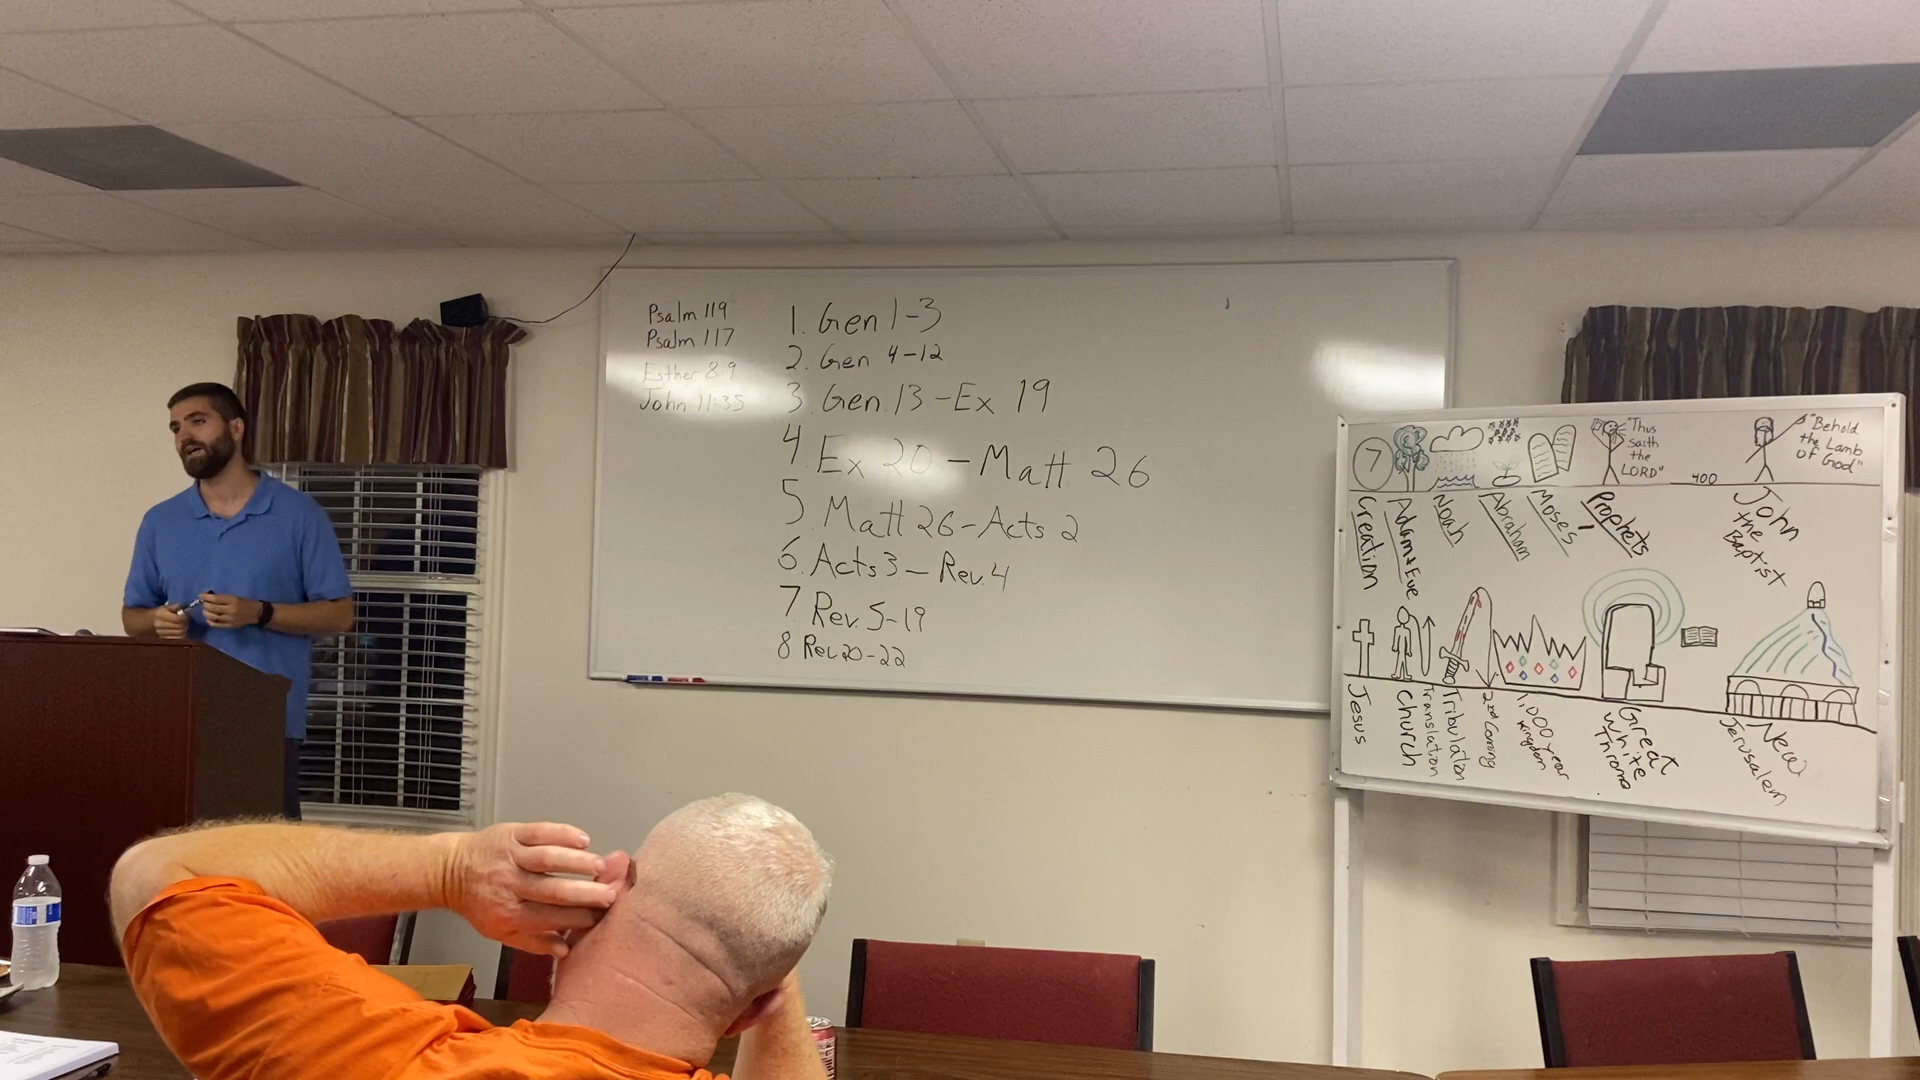 Psalm 119
Psalm 117
Esther 8:9
John 11:35
1. Gen 1-3
2. Gen 4-12
3. Gen 13-Ex 19
4. Ex 20-Matt 26
5. Matt 26-Acts 2
6. Acts 3-Rev. 4
7. Rev. 5-19
8 Rev 20-22
7
"Thus
saith
the
LORD"
400
"Behold
the Lamb
of God"
Creation
Adam & Eve
Noah
Abraham
Moses
Prophets
John
the
Baptist
Jesus
Church
Translation
Tribulation
2nd Coming
1,000 year
Kingdom
Great
White
Throne
New
Jerusalem